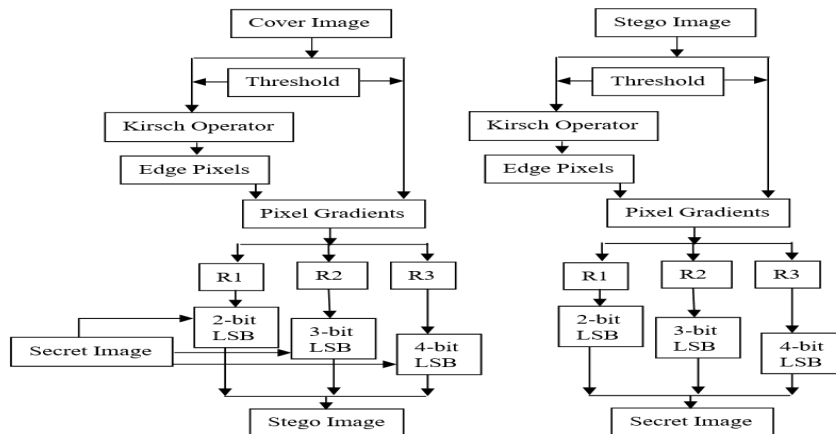 Cover Image
Threshold
Kirsch Operator
Edge Pixels
Pixel Gradients
R1
R2
R3
2-bit
LSB
3-bit
LSB
4-bit
LSB
Secret Image
Stego Image
Stego Image
Threshold
Kirsch Operator
Edge Pixels
Pixel Gradients
R1
R2
R3
2-bit
LSB
3-bit
LSB
4-bit
LSB
Secret Image